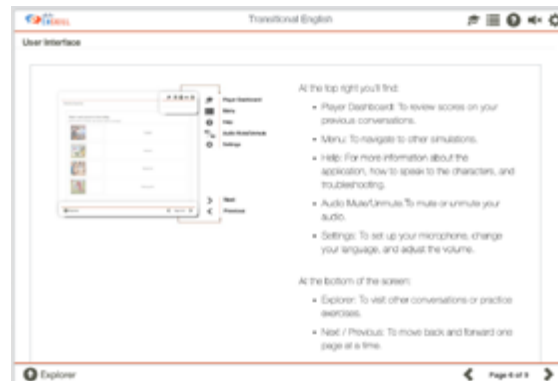 Transitional English
User Interface
Player Dashboard
Menu
Help
Audio Mute/Unmute
Settings
Next
Previous
At the top right you'll find:
• Player Dashboard: To review scores on your
previous conversations.
• Menu: To navigate to other simulations.
• Help: For more information about the
application, how to speak to the characters, and
troubleshooting.
• Audio Mute/Unmute: To mute or unmute your
audio.
• Settings: To set up your microphone, change
your language, and adjust the volume.
At the bottom of the screen:
• Explorer: To visit other conversations or practice
exercises.
• Next / Previous: To move back and forward one
page at a time.
Explorer
Page 6 of 9